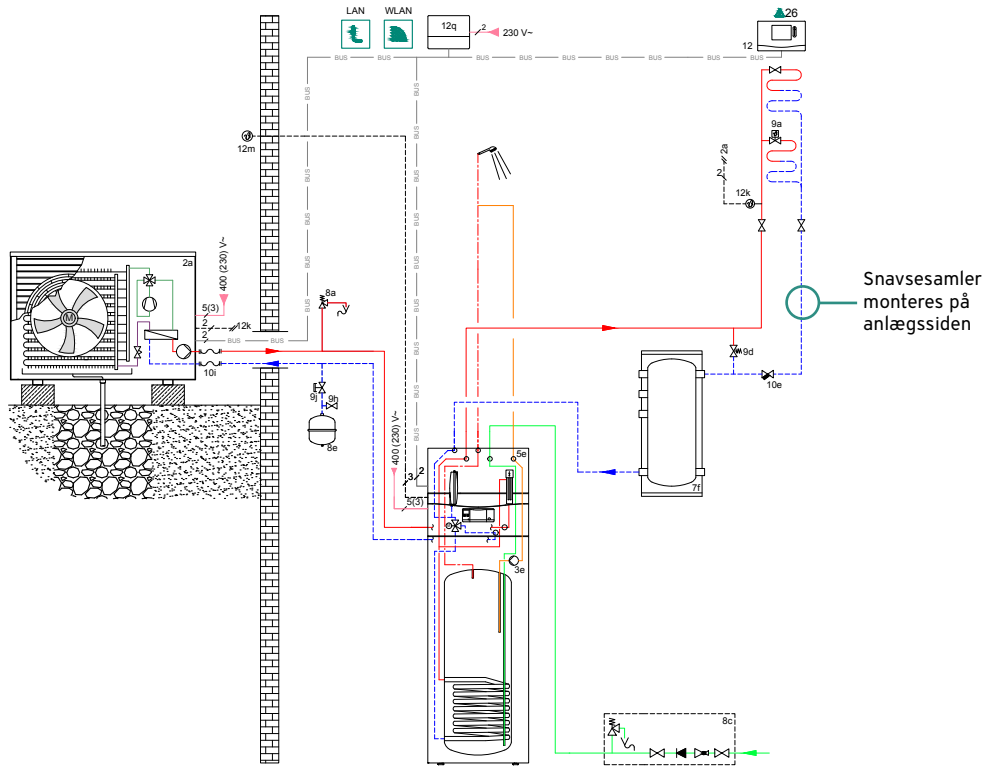 LAN
WLAN
12q
2
230 V~
26
12
BUS BUS BUS BUS BUS BUS BUS BUS
BUS
BUS
BUS
BUS
BUS
BUS
BUS
BUS
BUS
BUS
9a
12m
2a
2
12k
2a
400 (230) V~
5(3)
2
12k
2
BUS
M
10i
8a
Snavsesamler
monteres på
anlægssiden
9d
10e
9j
9h
8e
400 (230) V~
5e
3
2
5(3)
7f
3e
8c